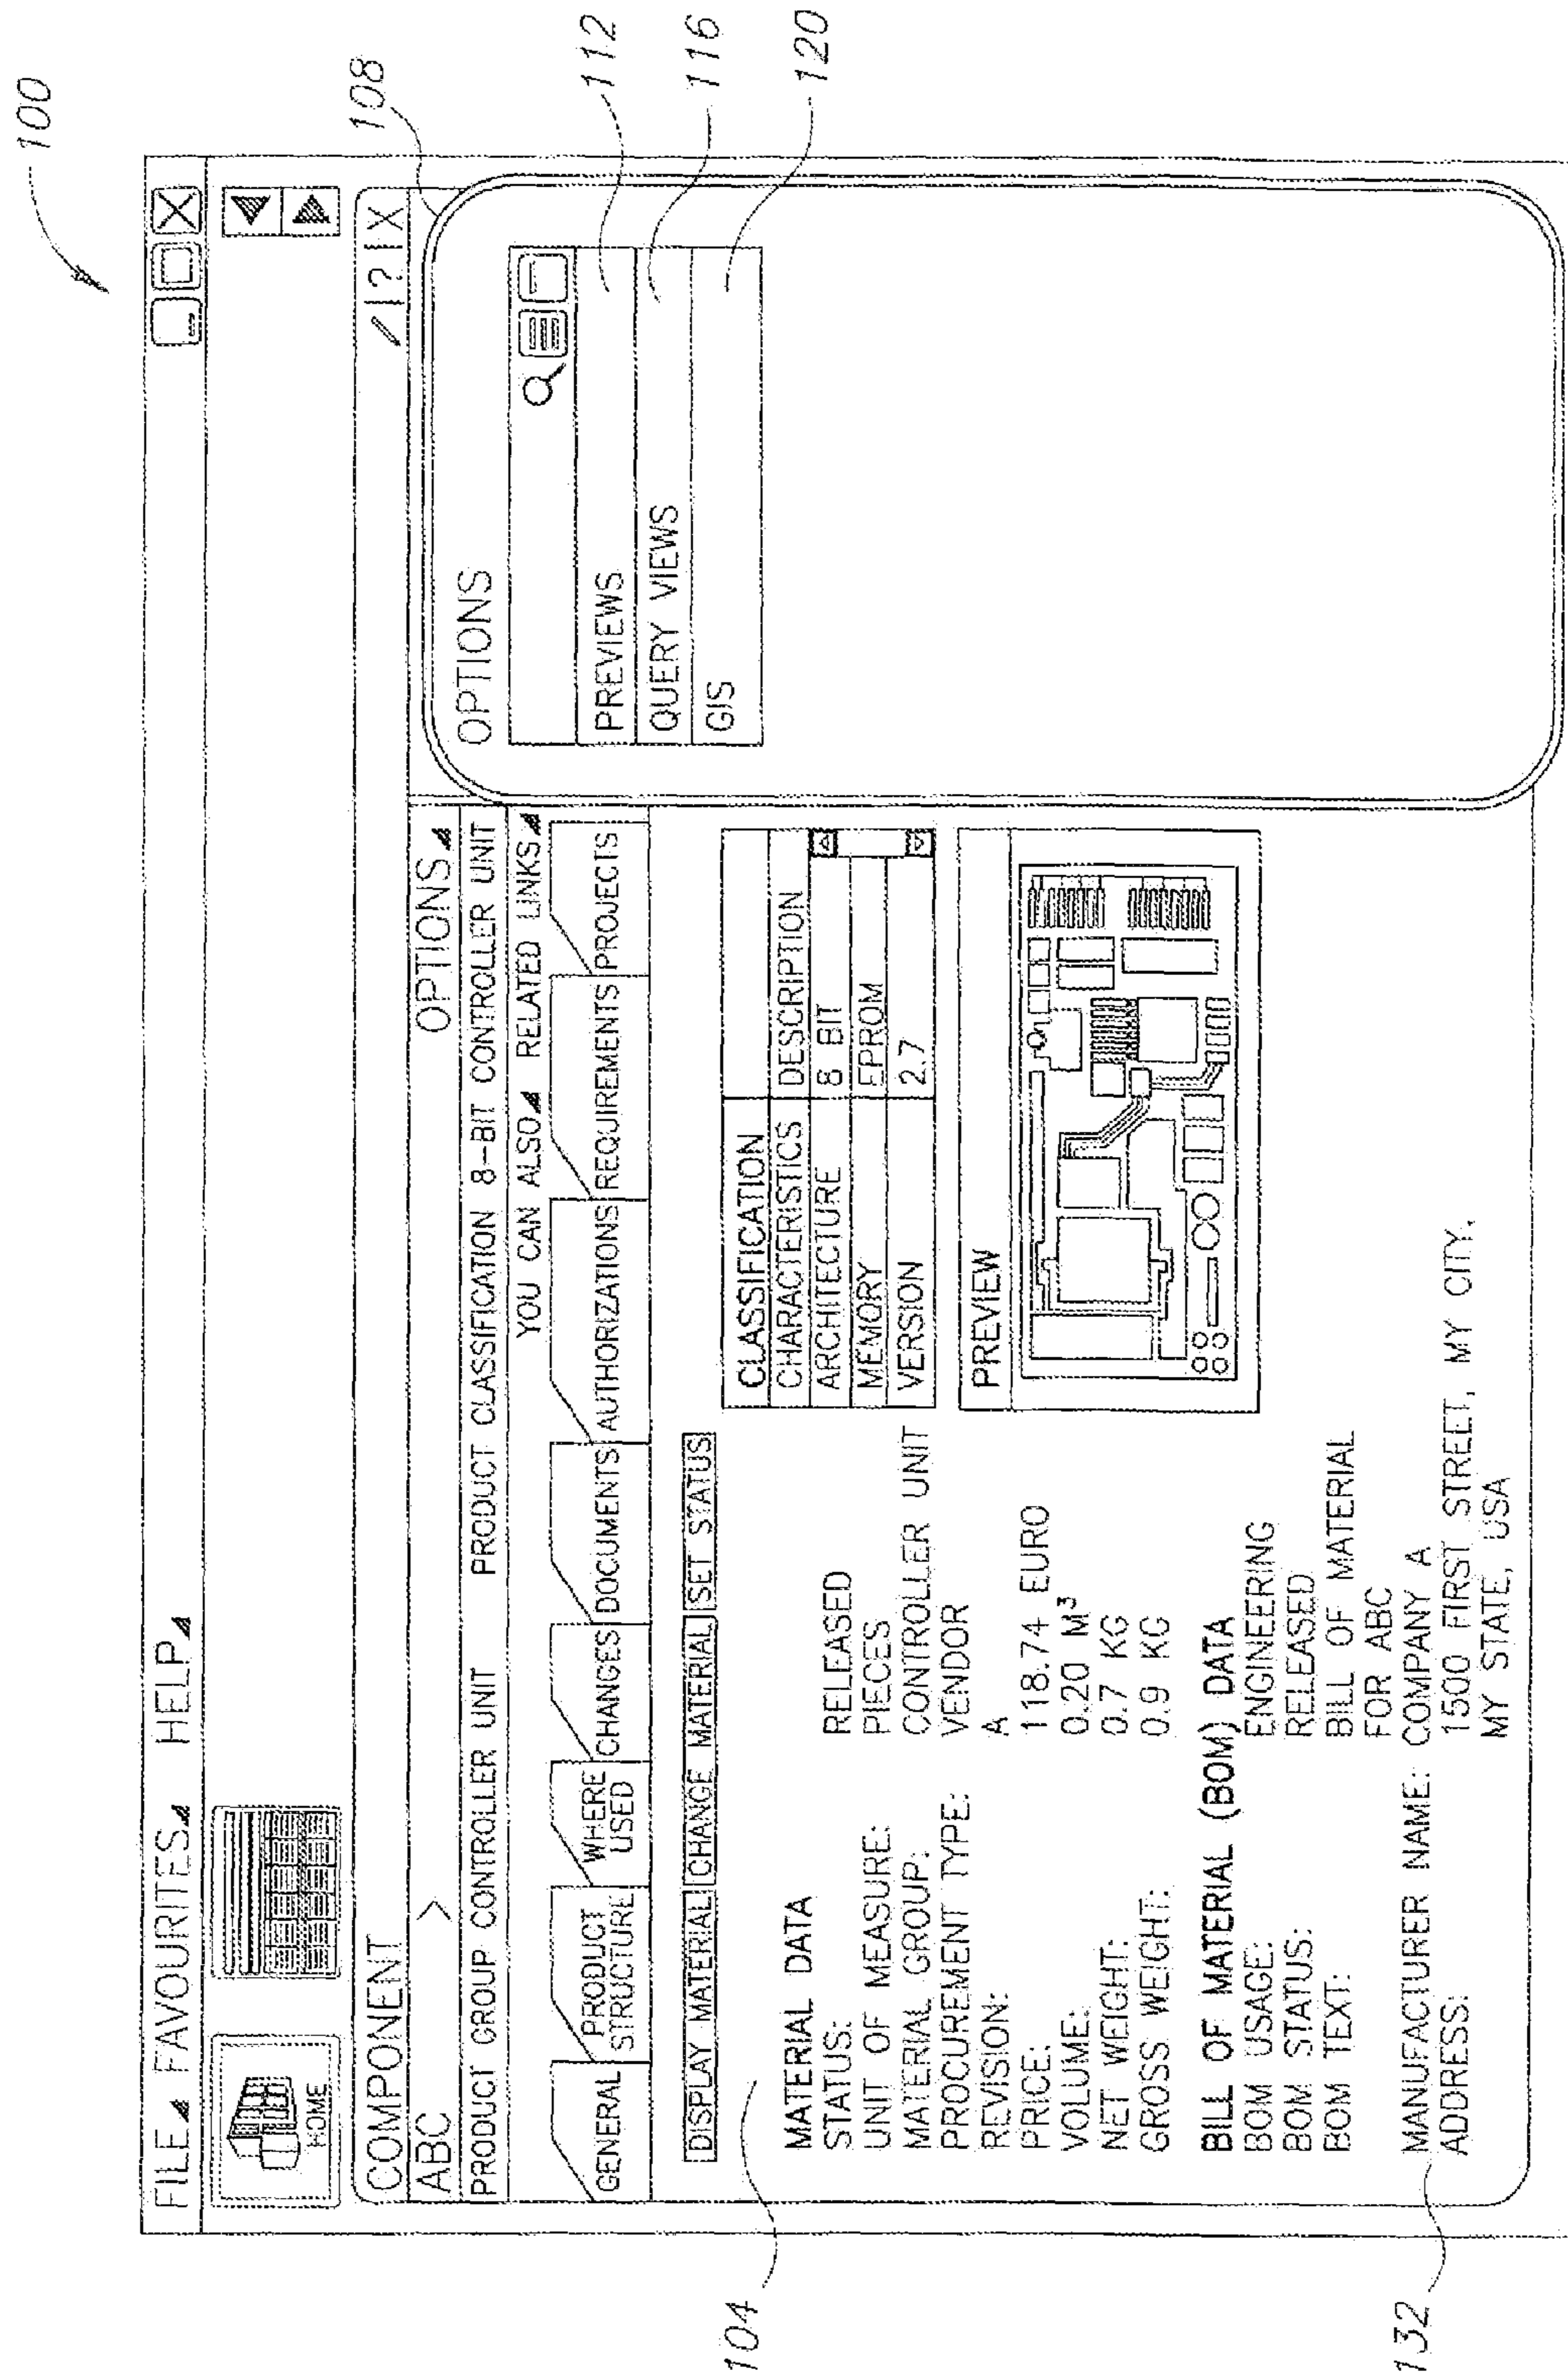 100
FILE FAVOURITES HELP
HOME
COMPONENT
/ | ? | X
108
ABC > OPTIONS
PRODUCT GROUP CONTROLLER UNIT PRODUCT CLASSIFICATION 8-BIT CONTROLLER UNIT
YOU CAN ALSO RELATED LINKS
GENERAL
PRODUCT
STRUCTURE
WHERE
USED
CHANGES
DOCUMENTS
AUTHORIZATIONS
REQUIREMENTS
PROJECTS
DISPLAY MATERIAL CHANGE MATERIAL SET STATUS
104
MATERIAL DATA
STATUS: RELEASED
UNIT OF MEASURE: PIECES
MATERIAL GROUP: CONTROLLER UNIT
PROCUREMENT TYPE: VENDOR
REVISION: A
PRICE: 118.74 EURO
VOLUME: 0.20 M³
NET WEIGHT: 0.7 KG
GROSS WEIGHT: 0.9 KG
BILL OF MATERIAL (BOM) DATA
BOM USAGE: ENGINEERING
BOM STATUS: RELEASED
BOM TEXT: BILL OF MATERIAL
FOR ABC
132
MANUFACTURER NAME: COMPANY A
ADDRESS: 1500 FIRST STREET, MY CITY,
MY STATE, USA
CLASSIFICATION
CHARACTERISTICS DESCRIPTION
ARCHITECTURE 8 BIT
MEMORY EPROM
VERSION 2.7
PREVIEW
OPTIONS
PREVIEWS
112
QUERY VIEWS
116
GIS
120